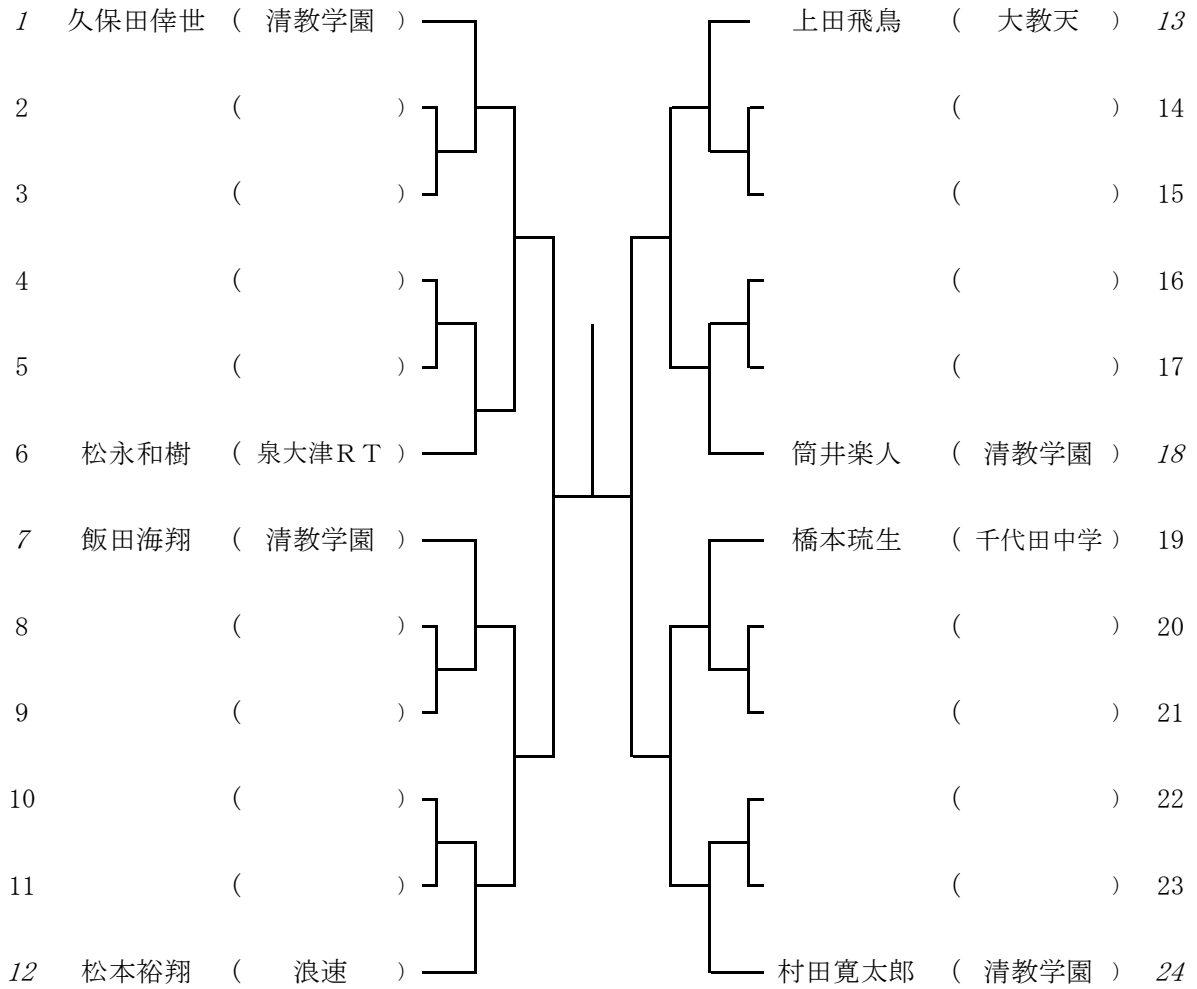 1 久保田倖世 ( 清教学園 ) 上田飛鳥 ( 大教天 ) 13
2 ( ) ( ) 14
3 ( ) ( ) 15
4 ( ) ( ) 16
5 ( ) ( ) 17
6 松永和樹 ( 泉大津ＲＴ ) 筒井楽人 ( 清教学園 ) 18
7 飯田海翔 ( 清教学園 ) 橋本琉生 ( 千代田中学 ) 19
8 ( ) ( ) 20
9 ( ) ( ) 21
10 ( ) ( ) 22
11 ( ) ( ) 23
12 松本裕翔 ( 浪速 ) 村田寛太郎 ( 清教学園 ) 24